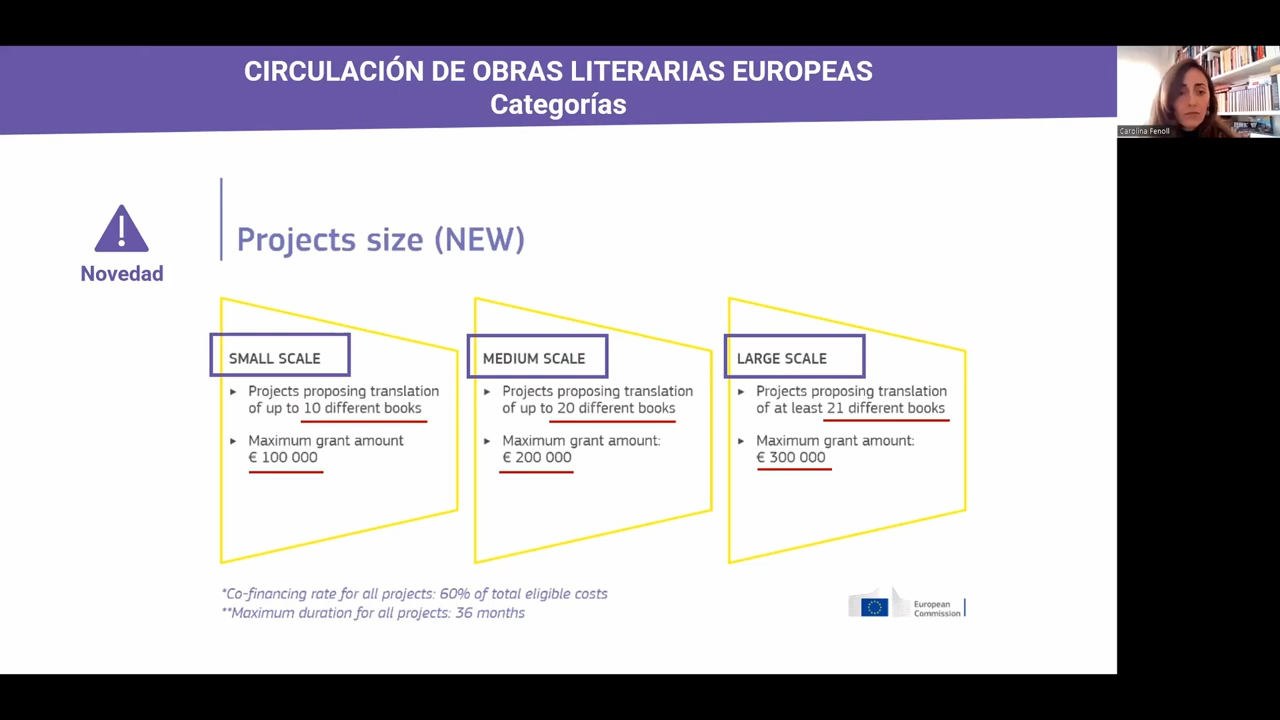 CIRCULACIÓN DE OBRAS LITERARIAS EUROPEAS
Categorías
Carolina Fenoll
Novedad
Projects size (NEW)
SMALL SCALE
▸ Projects proposing translation
of up to 10 different books
▸ Maximum grant amount
€ 100 000
MEDIUM SCALE
▸ Projects proposing translation
of up to 20 different books
▸ Maximum grant amount:
€ 200 000
LARGE SCALE
▸ Projects proposing translation
of at least 21 different books
▸ Maximum grant amount:
€ 300 000
*Co-financing rate for all projects: 60% of total eligible costs
**Maximum duration for all projects: 36 months
European
Commission